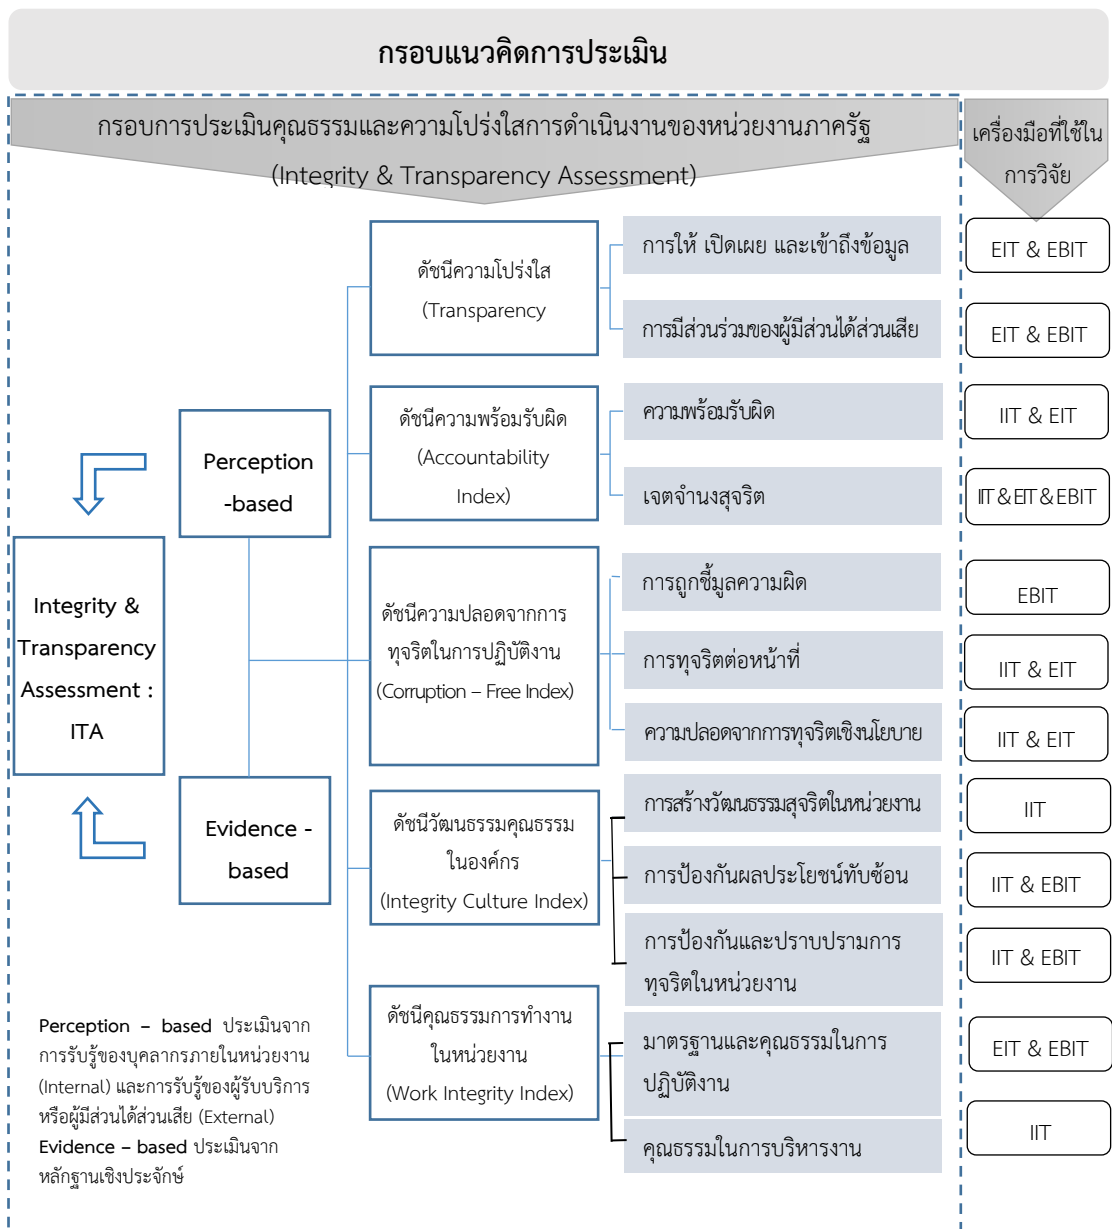 กรอบแนวคิดการประเมิน
กรอบการประเมินคุณธรรมและความโปร่งใสการดำเนินงานของหน่วยงานภาครัฐ
(Integrity & Transparency Assessment)
เครื่องมือที่ใช้ใน
การวิจัย
ดัชนีความโปร่งใส
(Transparency
การให้ เปิดเผย และเข้าถึงข้อมูล
EIT & EBIT
การมีส่วนร่วมของผู้มีส่วนได้ส่วนเสีย
EIT & EBIT
ดัชนีความพร้อมรับผิด
(Accountability
Index)
ความพร้อมรับผิด
IIT & EIT
เจตจำนงสุจริต
IIT & EIT & EBIT
Perception
-based
Integrity &
Transparency
Assessment :
ITA
Evidence -
based
ดัชนีความปลอดจากการ
ทุจริตในการปฏิบัติงาน
(Corruption – Free Index)
การถูกชี้มูลความผิด
EBIT
การทุจริตต่อหน้าที่
IIT & EIT
ความปลอดจากการทุจริตเชิงนโยบาย
IIT & EIT
ดัชนีวัฒนธรรมคุณธรรม
ในองค์กร
(Integrity Culture Index)
การสร้างวัฒนธรรมสุจริตในหน่วยงาน
IIT
การป้องกันผลประโยชน์ทับซ้อน
IIT & EBIT
การป้องกันและปราบปรามการ
ทุจริตในหน่วยงาน
IIT & EBIT
ดัชนีคุณธรรมการทำงาน
ในหน่วยงาน
(Work Integrity Index)
มาตรฐานและคุณธรรมในการ
ปฏิบัติงาน
EIT & EBIT
คุณธรรมในการบริหารงาน
IIT
Perception – based ประเมินจาก
การรับรู้ของบุคลากรภายในหน่วยงาน
(Internal) และการรับรู้ของผู้รับบริการ
หรือผู้มีส่วนได้ส่วนเสีย (External)
Evidence – based ประเมินจาก
หลักฐานเชิงประจักษ์